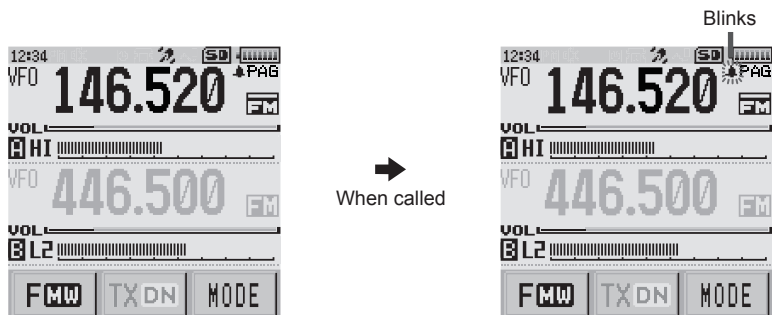 Blinks
12:34 SD
VFO 146.520 PAG
FM
VOL
A HI
VFO 446.500 FM
VOL
B L2
F MW TX DN MODE
When called
12:34 SD
VFO 146.520 PAG
FM
VOL
A HI
VFO 446.500 FM
VOL
B L2
F MW TX DN MODE